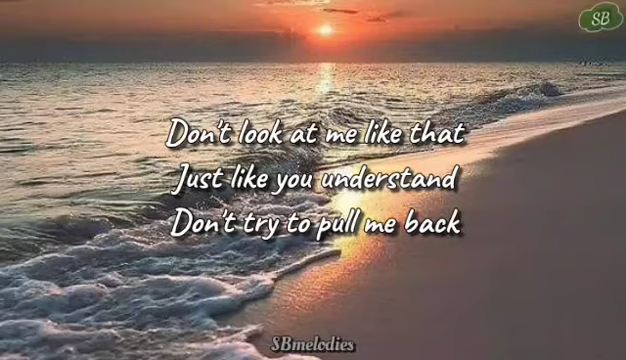 SB
Don't look at me like that
Just like you understand
Don't try to pull me back
SBmelodies